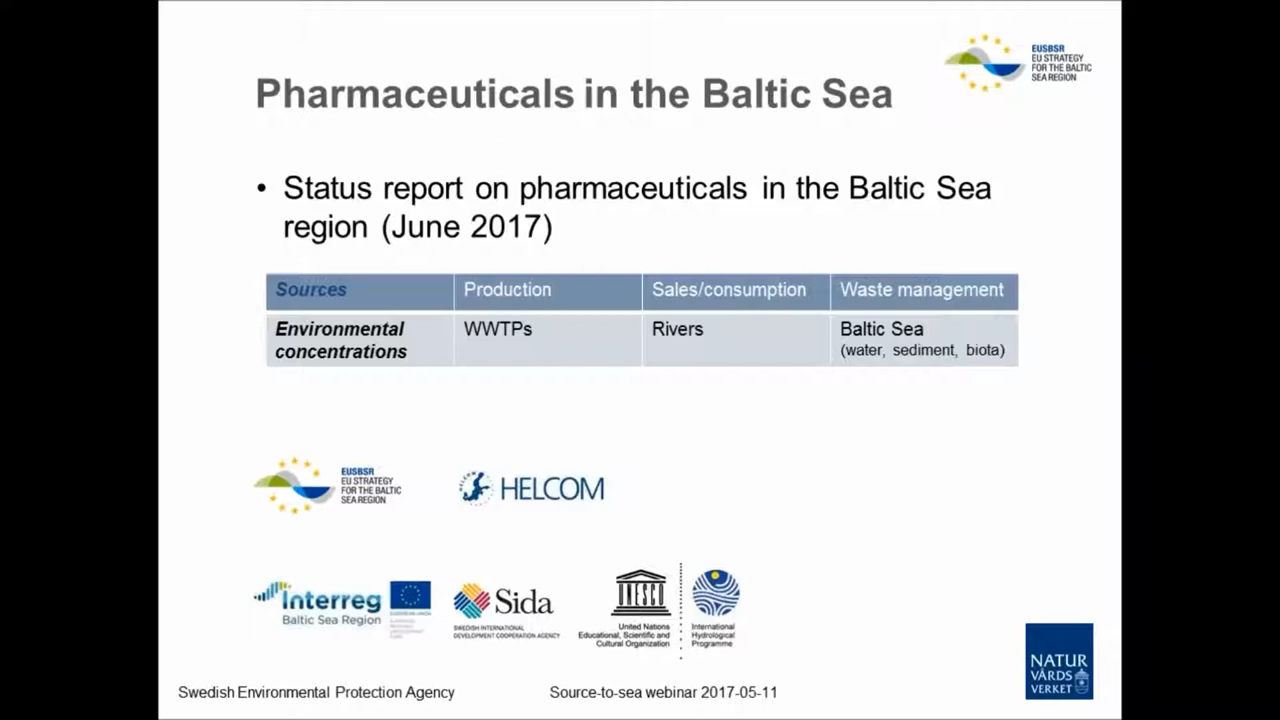 EUSBSR
EU STRATEGY
FOR THE BALTIC
SEA REGION
Pharmaceuticals in the Baltic Sea
• Status report on pharmaceuticals in the Baltic Sea
region (June 2017)
Sources Production Sales/consumption Waste management
Environmental concentrations WWTPs Rivers Baltic Sea
(water, sediment, biota)
EUSBSR
EU STRATEGY
FOR THE BALTIC
SEA REGION
HELCOM
HELCOM
Interreg
Baltic Sea Region
EUROPEAN UNION
Sida
SWEDISH INTERNATIONAL
DEVELOPMENT COOPERATION AGENCY
UNESCO
United Nations
Educational, Scientific and
Cultural Organization
International
Hydrological
Programme
NATUR
VÅRDS
VERKET
Swedish Environmental Protection Agency
Source-to-sea webinar 2017-05-11